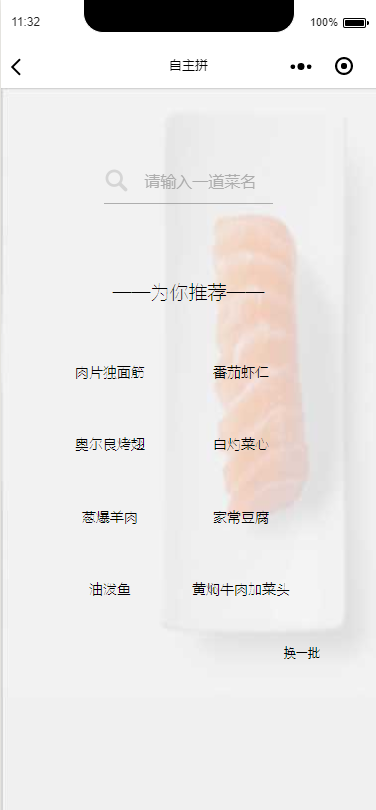 11:32
100%
自主拼
请输入一道菜名
——为你推荐——
肉片独面筋 番茄虾仁
奥尔良烤翅 白灼菜心
葱爆羊肉 家常豆腐
油泼鱼 黄焖牛肉加菜头
换一批